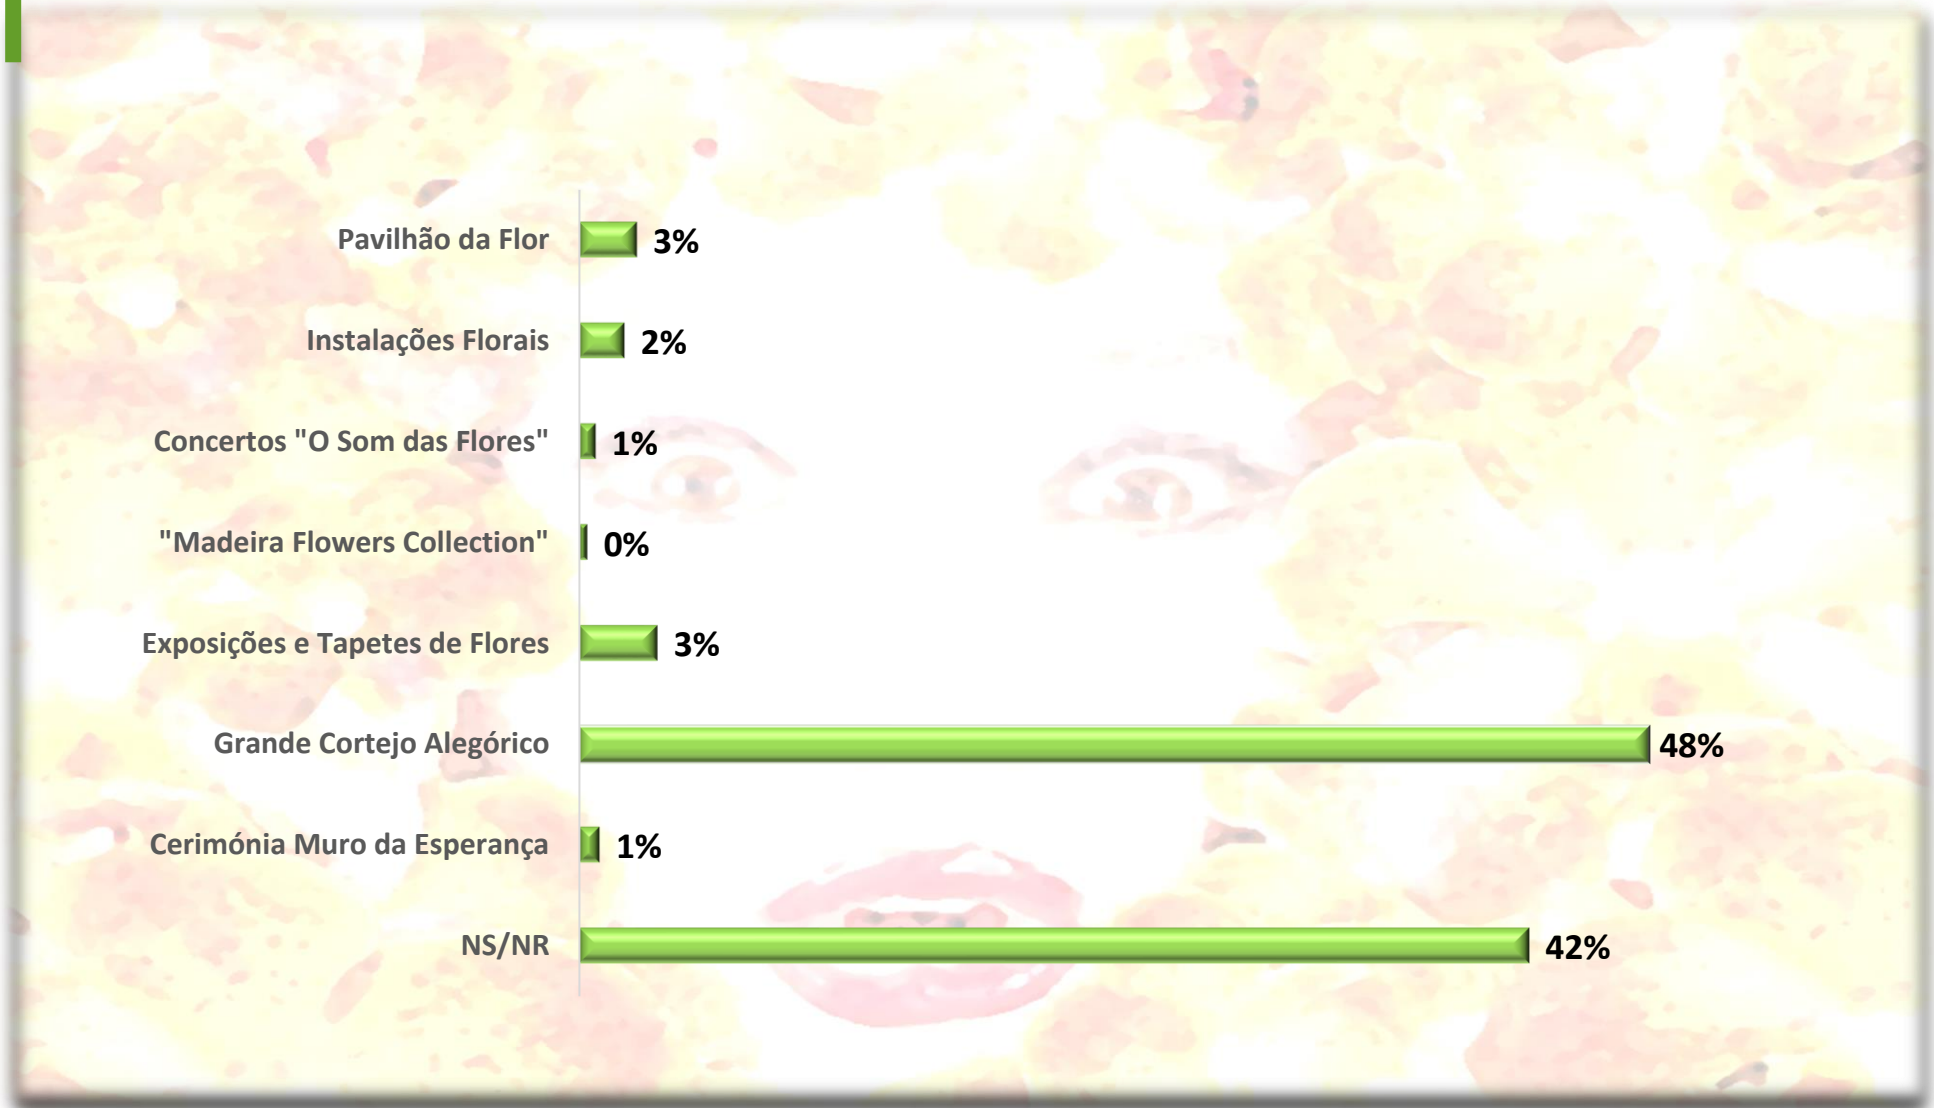 Pavilhão da Flor 3%
Instalações Florais 2%
Concertos "O Som das Flores" 1%
"Madeira Flowers Collection" 0%
Exposições e Tapetes de Flores 3%
Grande Cortejo Alegórico 48%
Cerimónia Muro da Esperança 1%
NS/NR 42%